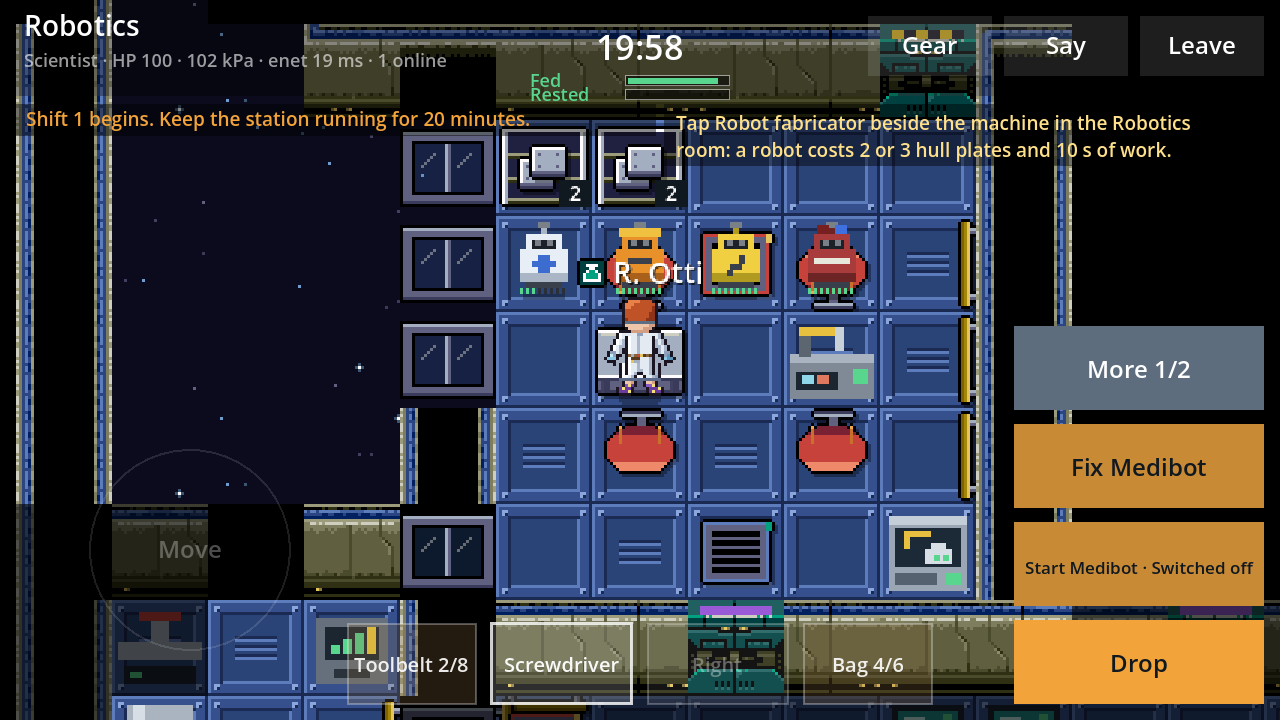 Robotics
Scientist · HP 100 · 102 kPa · enet 19 ms · 1 online
19:58
Fed
Rested
Gear
Say
Leave
Shift 1 begins. Keep the station running for 20 minutes.
Tap Robot fabricator beside the machine in the Robotics
room: a robot costs 2 or 3 hull plates and 10 s of work.
2
2
R. Otti
More 1/2
Fix Medibot
Move
Start Medibot · Switched off
Toolbelt 2/8
Screwdriver
Right
Bag 4/6
Drop